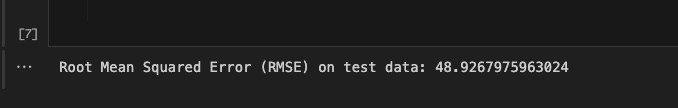 [7]
... Root Mean Squared Error (RMSE) on test data: 48.9267975963024